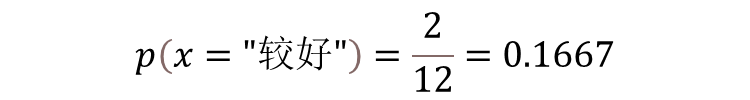 p(x = "较好") = 2/12 = 0.1667